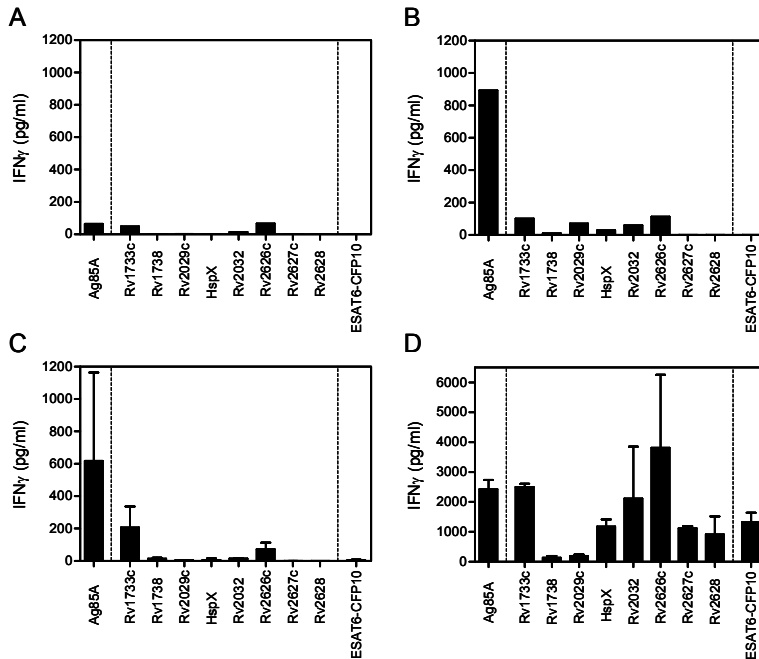 A
IFNγ (pg/ml)
1200
1000
800
600
400
200
0
Ag85A
Rv1733c
Rv1738
Rv2029c
HspX
Rv2032
Rv2626c
Rv2627c
Rv2628
ESAT6-CFP10
B
IFNγ (pg/ml)
1200
1000
800
600
400
200
0
Ag85A
Rv1733c
Rv1738
Rv2029c
HspX
Rv2032
Rv2626c
Rv2627c
Rv2628
ESAT6-CFP10
C
IFNγ (pg/ml)
1200
1000
800
600
400
200
0
Ag85A
Rv1733c
Rv1738
Rv2029c
HspX
Rv2032
Rv2626c
Rv2627c
Rv2628
ESAT6-CFP10
D
IFNγ (pg/ml)
6000
5000
4000
3000
2000
1000
0
Ag85A
Rv1733c
Rv1738
Rv2029c
HspX
Rv2032
Rv2626c
Rv2627c
Rv2628
ESAT6-CFP10